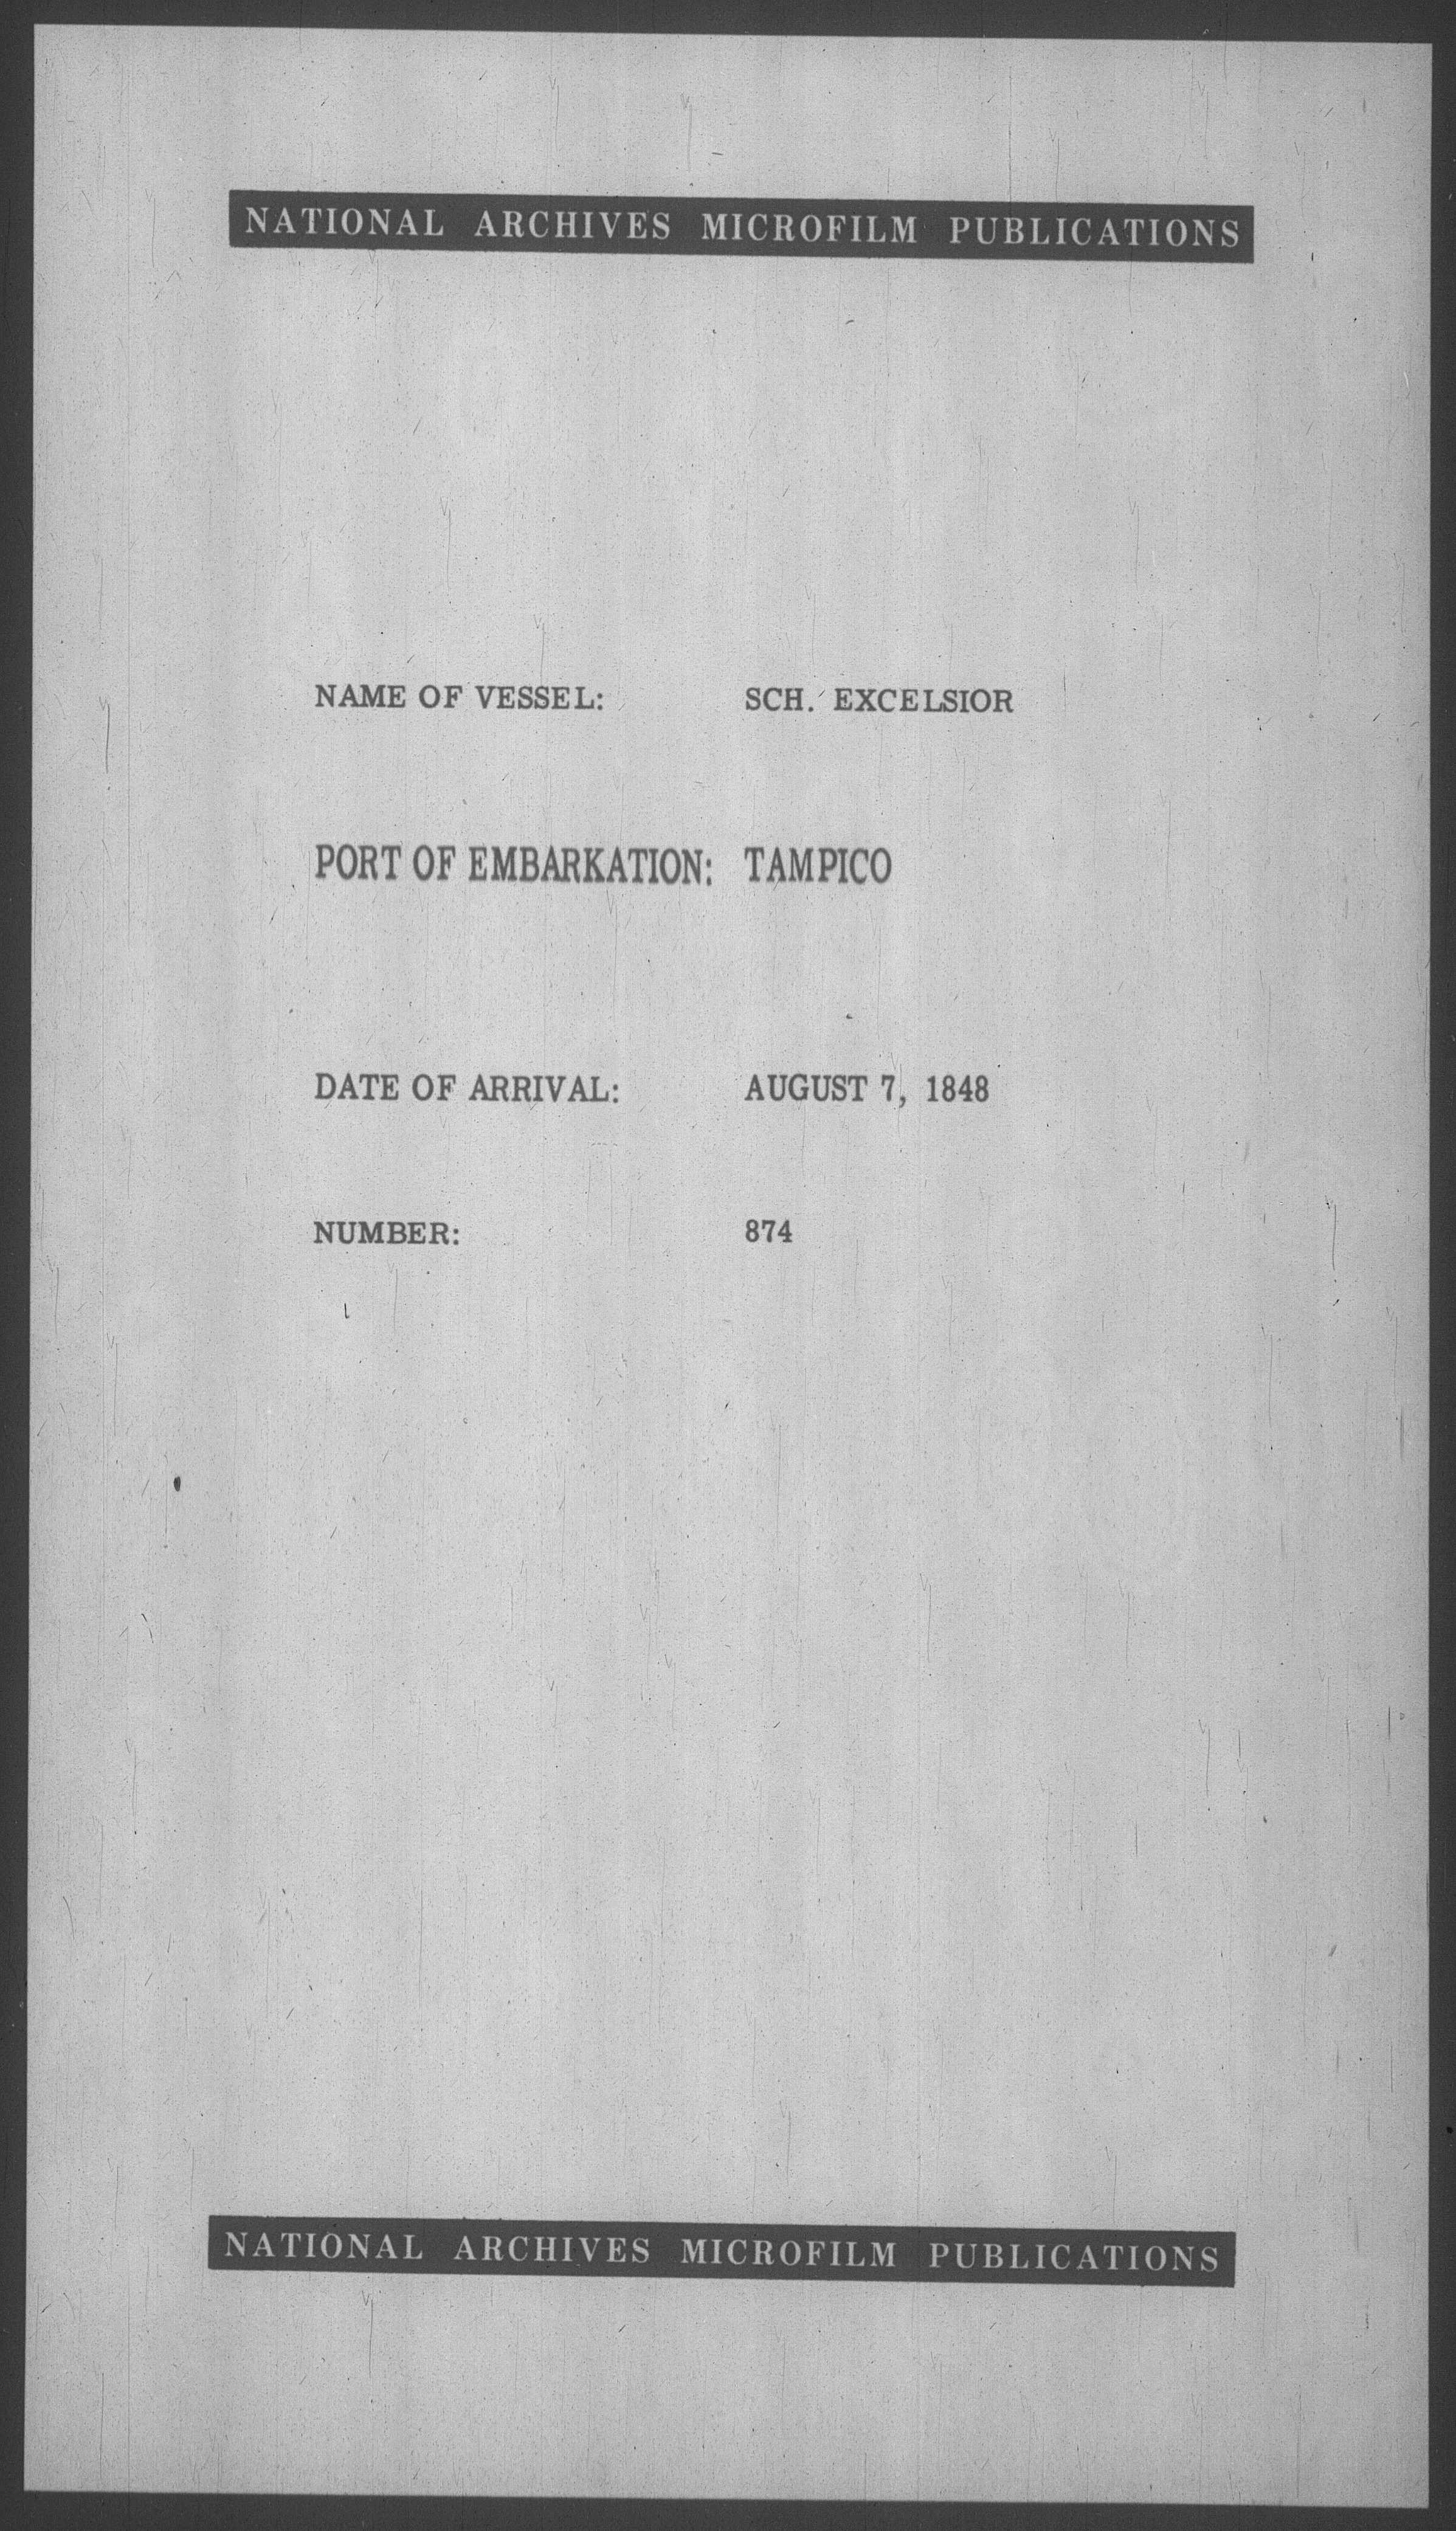 NATIONAL ARCHIVES MICROFILM PUBLICATIONS
NAME OF VESSEL: SCH. EXCELSIOR
PORT OF EMBARKATION: TAMPICO
DATE OF ARRIVAL: AUGUST 7, 1848
NUMBER: 874
NATIONAL ARCHIVES MICROFILM PUBLICATIONS